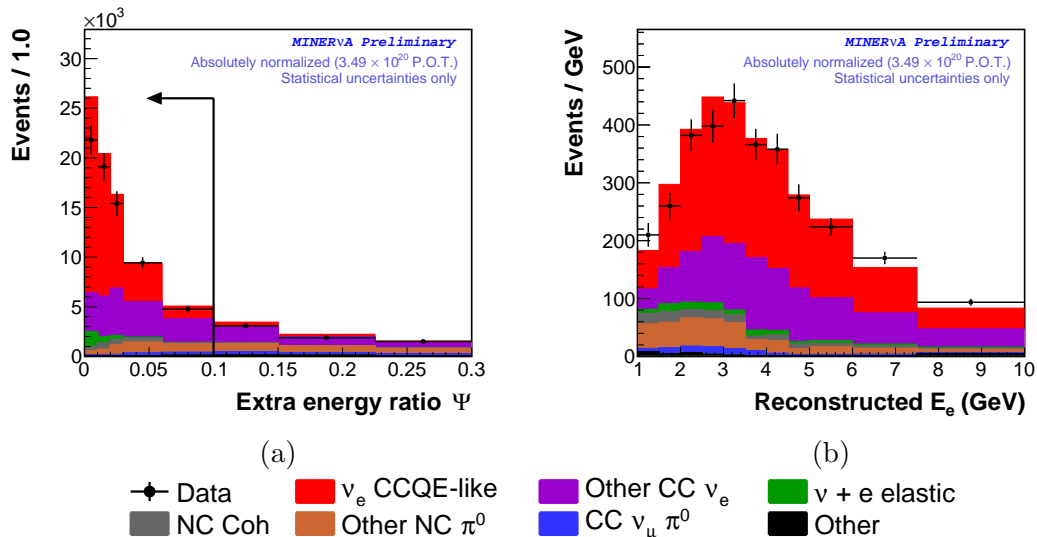 ×10³
MINERνA Preliminary
Absolutely normalized (3.49 × 10²⁰ P.O.T.)
Statistical uncertainties only
Events / 1.0
30
25
20
15
10
5
0
0 0.05 0.1 0.15 0.2 0.25 0.3
Extra energy ratio Ψ
(a)
MINERνA Preliminary
Absolutely normalized (3.49 × 10²⁰ P.O.T.)
Statistical uncertainties only
Events / GeV
500
400
300
200
100
0
1 2 3 4 5 6 7 8 9 10
Reconstructed Eₑ (GeV)
(b)
Data
νₑ CCQE-like
Other CC νₑ
ν + e elastic
NC Coh
Other NC π⁰
CC ν_μ π⁰
Other